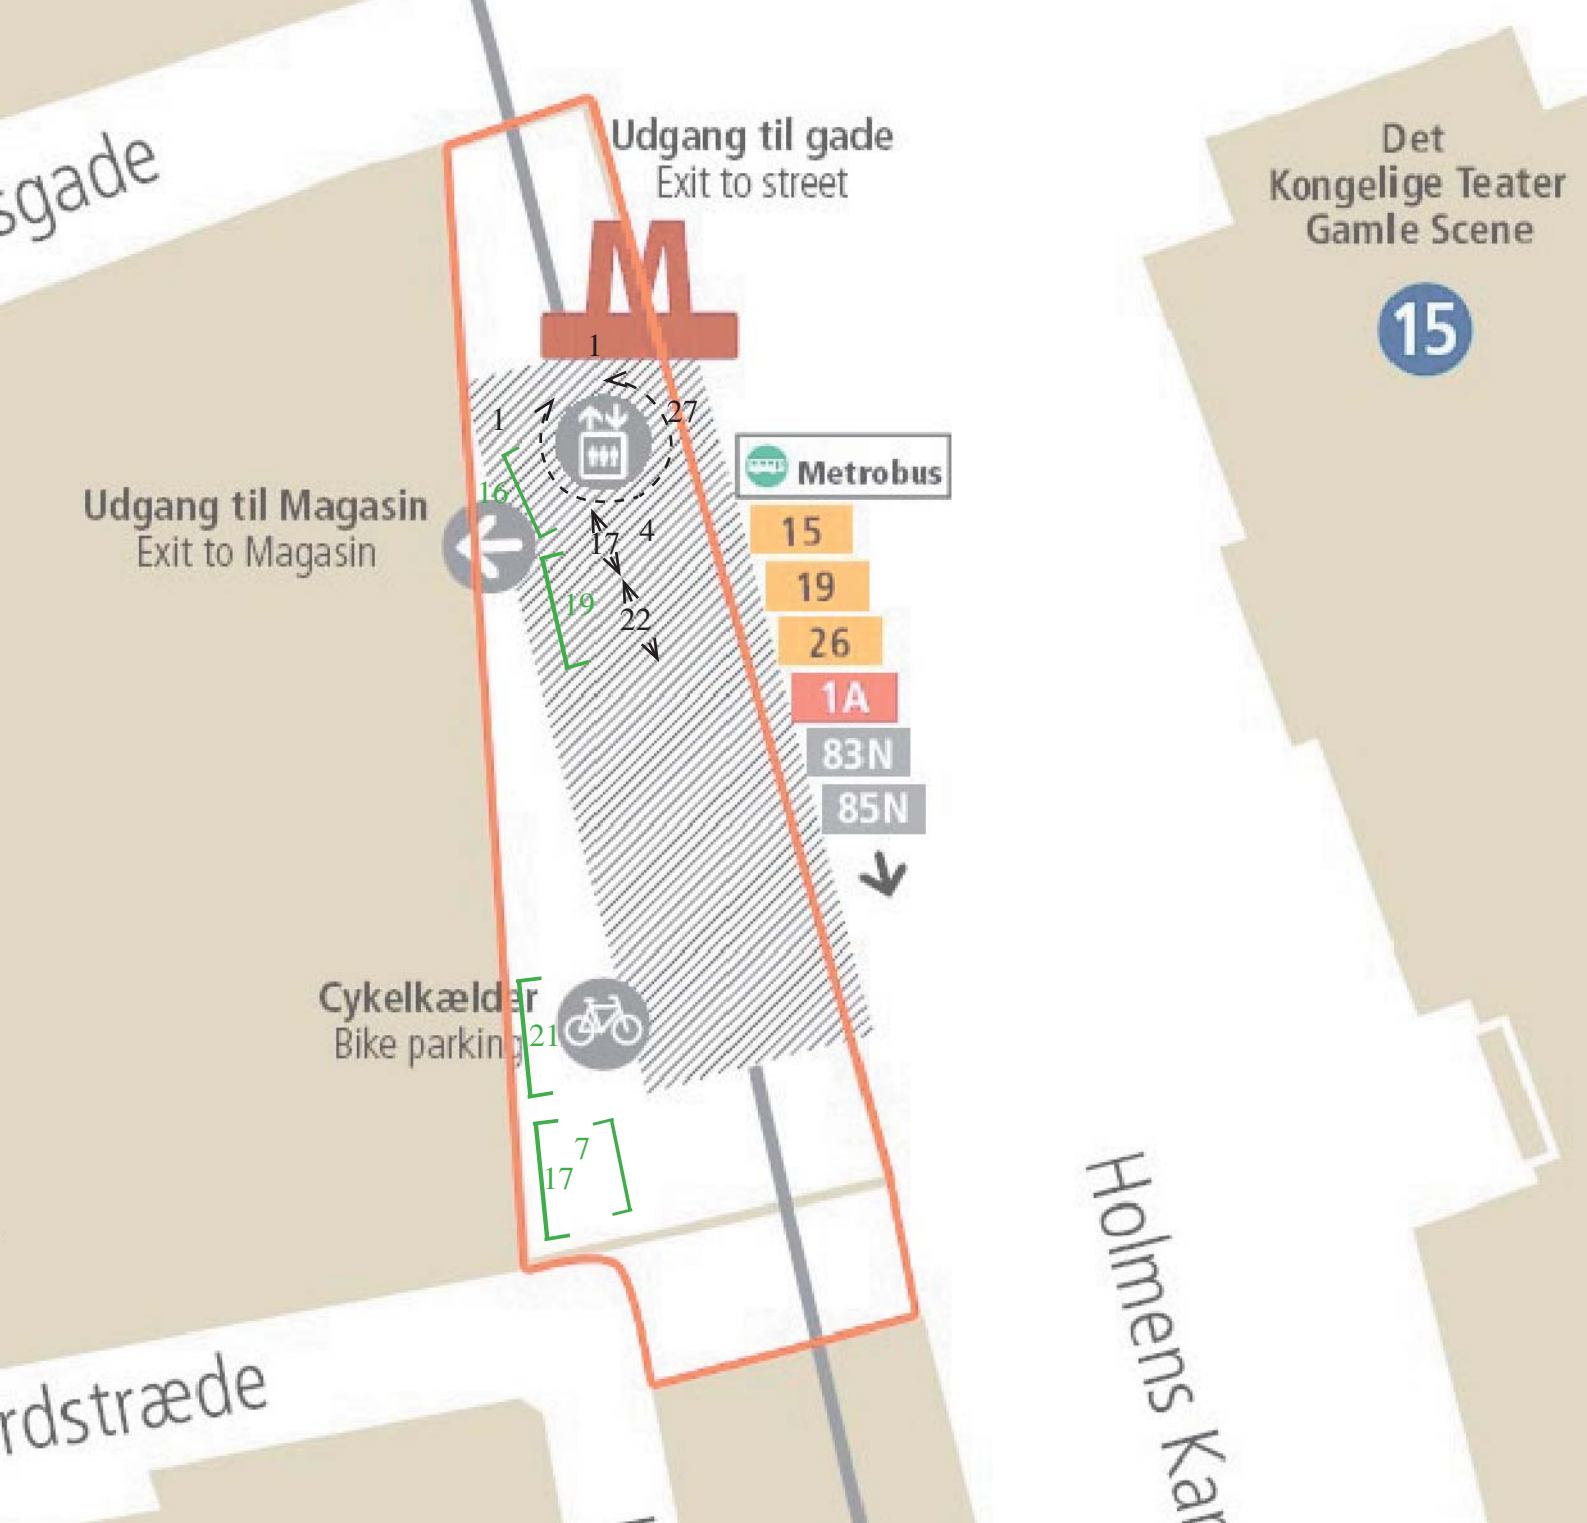 sgade
Udgang til gade
Exit to street
M
Det
Kongelige Teater
Gamle Scene
15
1
1
27
16
17
4
19
22
Udgang til Magasin
Exit to Magasin
Metrobus
15
19
26
1A
83N
85N
Cykelkælder
Bike parking
21
7
17
Holmens Kan
rdstræde